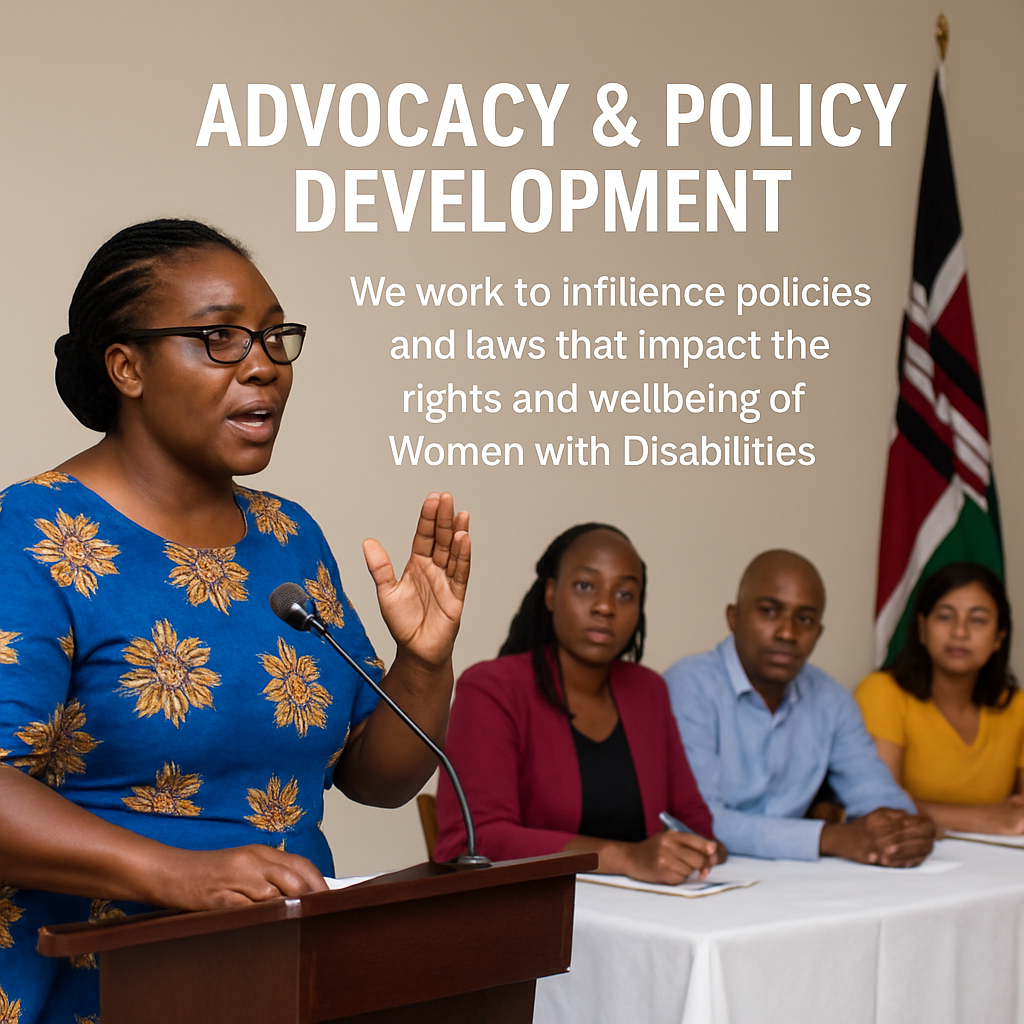 ADVOCACY & POLICY
DEVELOPMENT
We work to infilience policies
and laws that impact the
rights and wellbeing of
Women with Disabilities